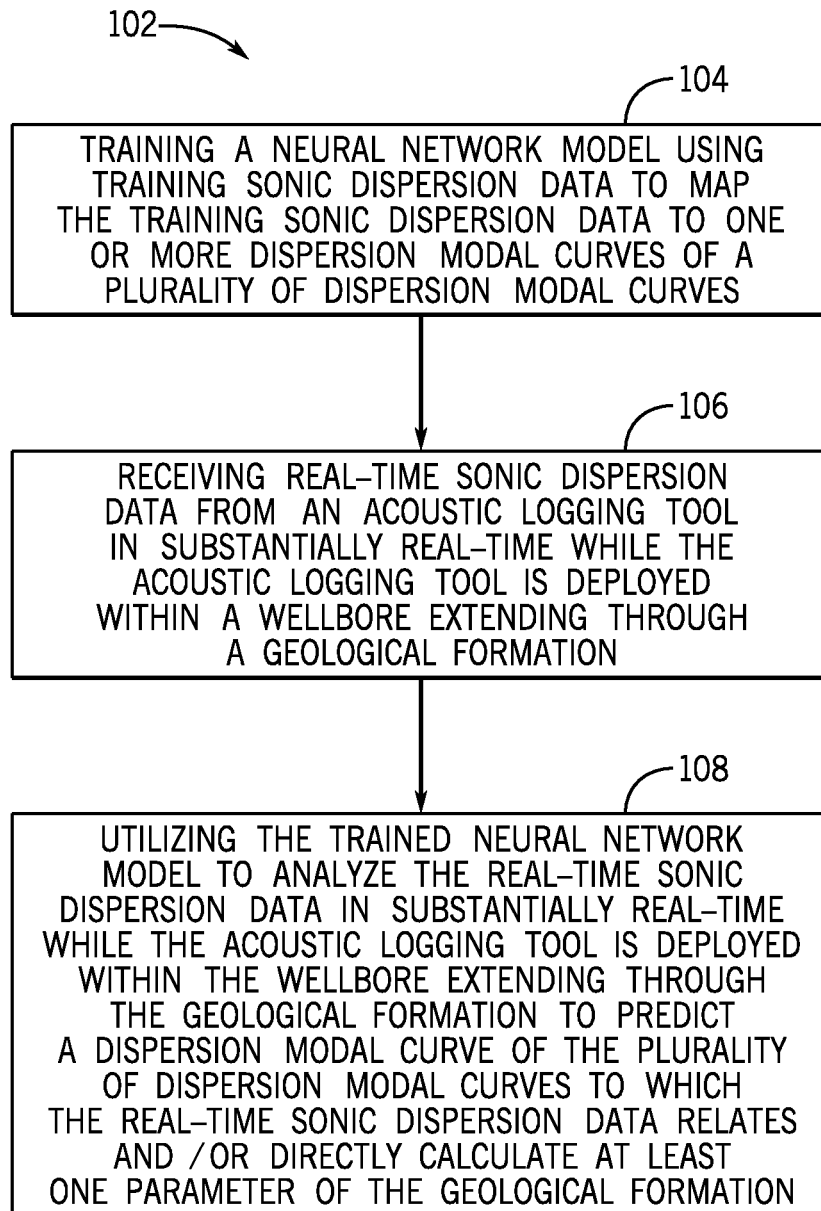 102
104
TRAINING A NEURAL NETWORK MODEL USING
TRAINING SONIC DISPERSION DATA TO MAP
THE TRAINING SONIC DISPERSION DATA TO ONE
OR MORE DISPERSION MODAL CURVES OF A
PLURALITY OF DISPERSION MODAL CURVES
106
RECEIVING REAL-TIME SONIC DISPERSION
DATA FROM AN ACOUSTIC LOGGING TOOL
IN SUBSTANTIALLY REAL-TIME WHILE THE
ACOUSTIC LOGGING TOOL IS DEPLOYED
WITHIN A WELLBORE EXTENDING THROUGH
A GEOLOGICAL FORMATION
108
UTILIZING THE TRAINED NEURAL NETWORK
MODEL TO ANALYZE THE REAL-TIME SONIC
DISPERSION DATA IN SUBSTANTIALLY REAL-TIME
WHILE THE ACOUSTIC LOGGING TOOL IS DEPLOYED
WITHIN THE WELLBORE EXTENDING THROUGH
THE GEOLOGICAL FORMATION TO PREDICT
A DISPERSION MODAL CURVE OF THE PLURALITY
OF DISPERSION MODAL CURVES TO WHICH
THE REAL-TIME SONIC DISPERSION DATA RELATES
AND /OR DIRECTLY CALCULATE AT LEAST
ONE PARAMETER OF THE GEOLOGICAL FORMATION